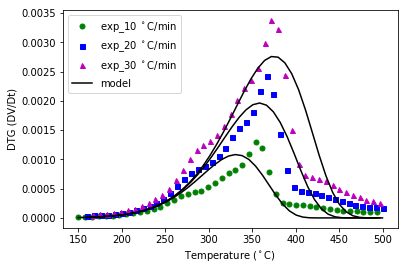 exp_10 °C/min
exp_20 °C/min
exp_30 °C/min
model
DTG (DV/Dt)
0.0035
0.0030
0.0025
0.0020
0.0015
0.0010
0.0005
0.0000
150 200 250 300 350 400 450 500
Temperature (°C)